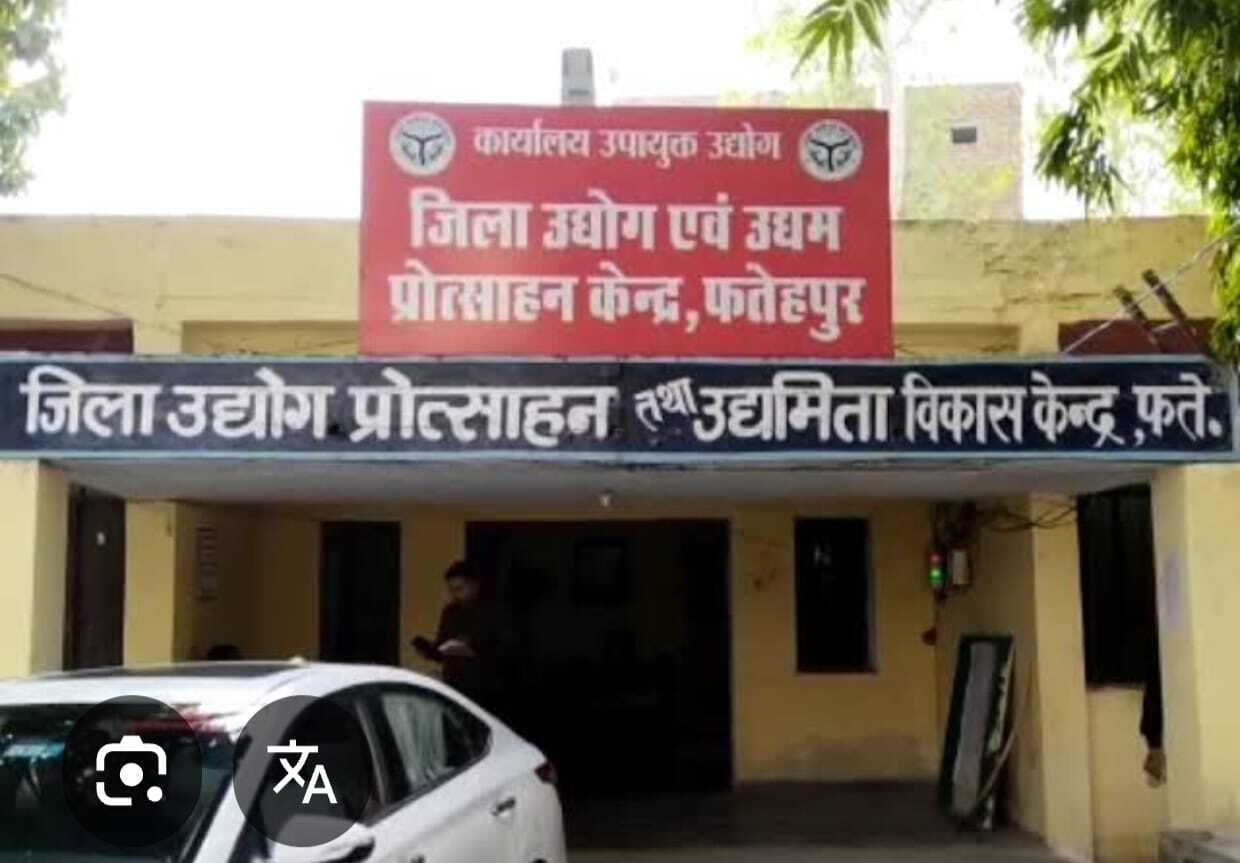 कार्यालय उपायुक्त उद्योग
जिला उद्योग एवं उद्यम
प्रोत्साहन केन्द्र, फतेहपुर
जिला उद्योग प्रोत्साहन तथा उद्यमिता विकास केन्द्र, फते.